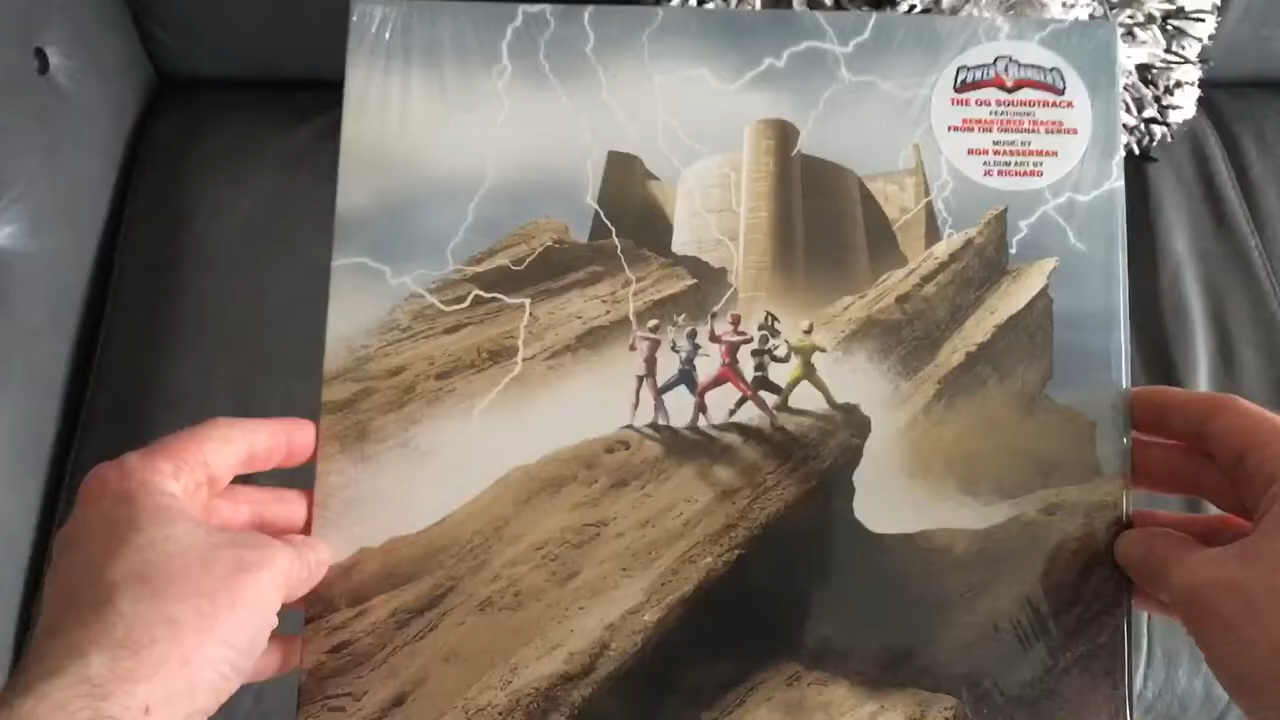 POWER RANGERS
THE OG SOUNDTRACK
FEATURING
REMASTERED TRACKS
FROM THE ORIGINAL SERIES
MUSIC BY
RON WASSERMAN
ALBUM ART BY
JC RICHARD